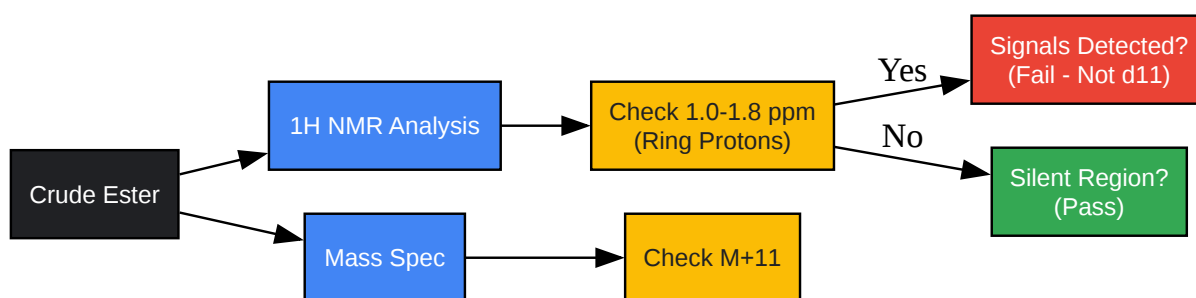 Crude Ester
1H NMR Analysis
Mass Spec
Check 1.0-1.8 ppm
(Ring Protons)
Check M+11
Yes
No
Signals Detected?
(Fail - Not d11)
Silent Region?
(Pass)